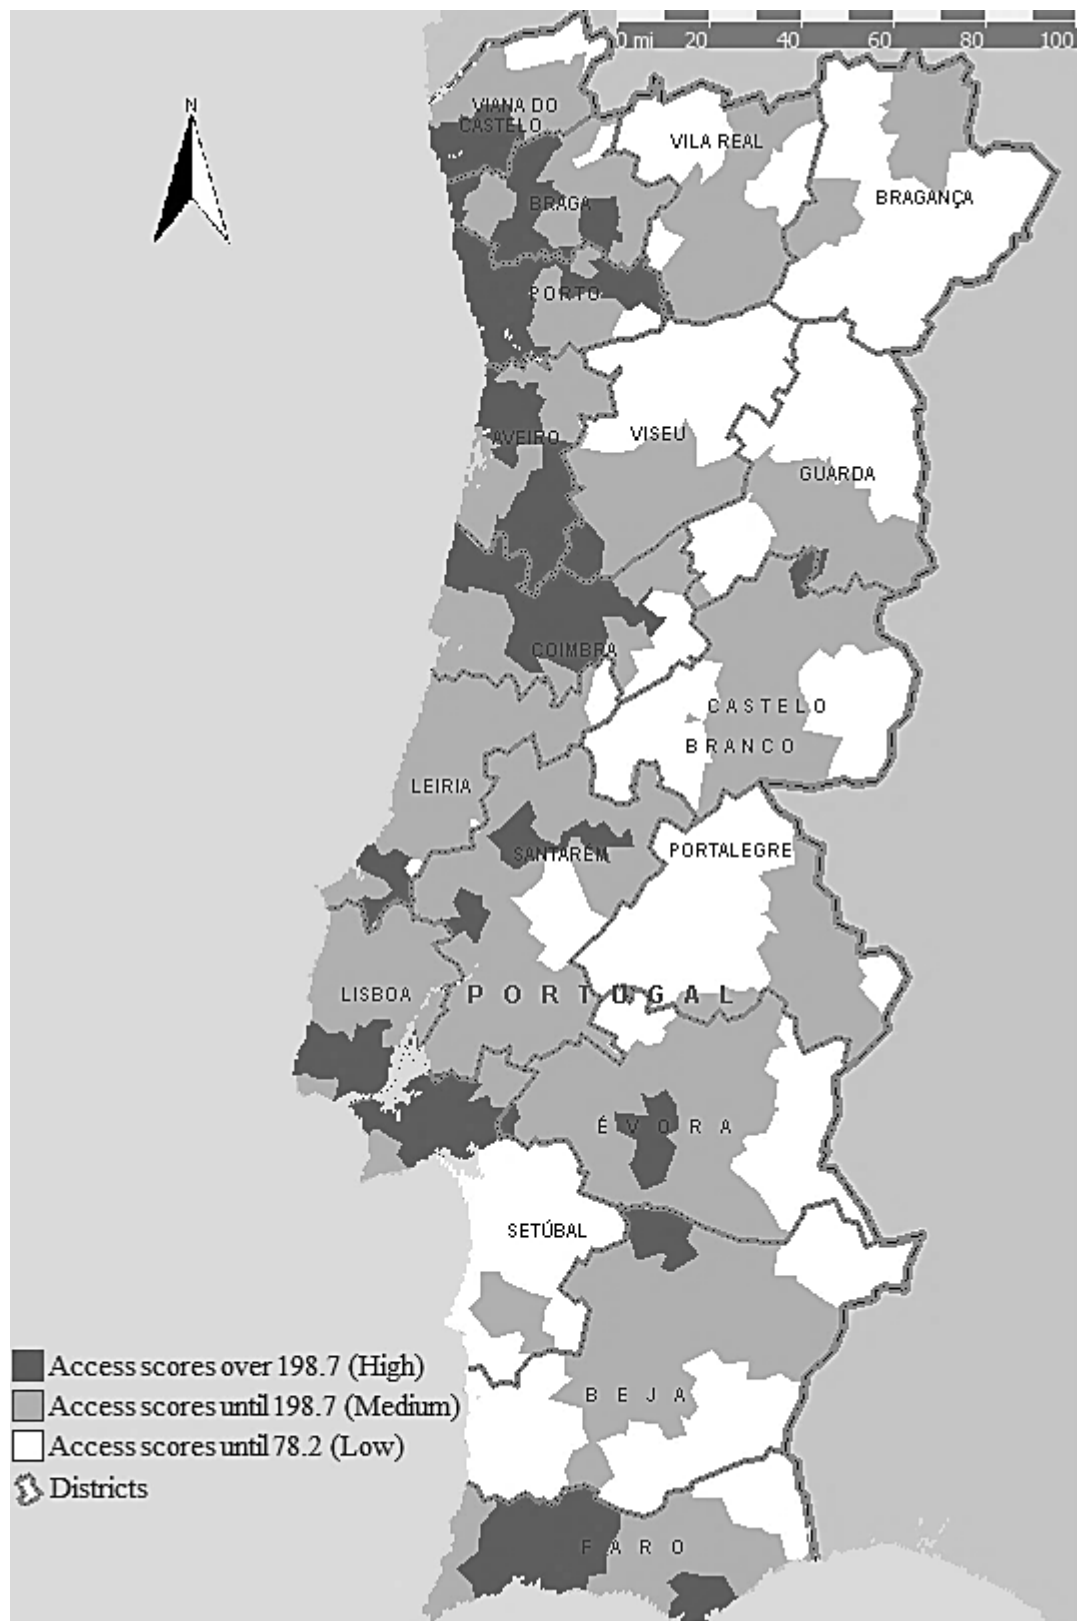 0 mi 20 40 60 80 100
N
VIANA DO
CASTELO
VILA REAL
BRAGANÇA
BRAGA
PORTO
AVEIRO
VISEU
GUARDA
COIMBRA
CASTELO
BRANCO
LEIRIA
SANTARÉM
PORTALEGRE
LISBOA
PORTUGAL
ÉVORA
SETÚBAL
Access scores over 198.7 (High)
Access scores until 198.7 (Medium)
BEJA
Access scores until 78.2 (Low)
Districts
FARO